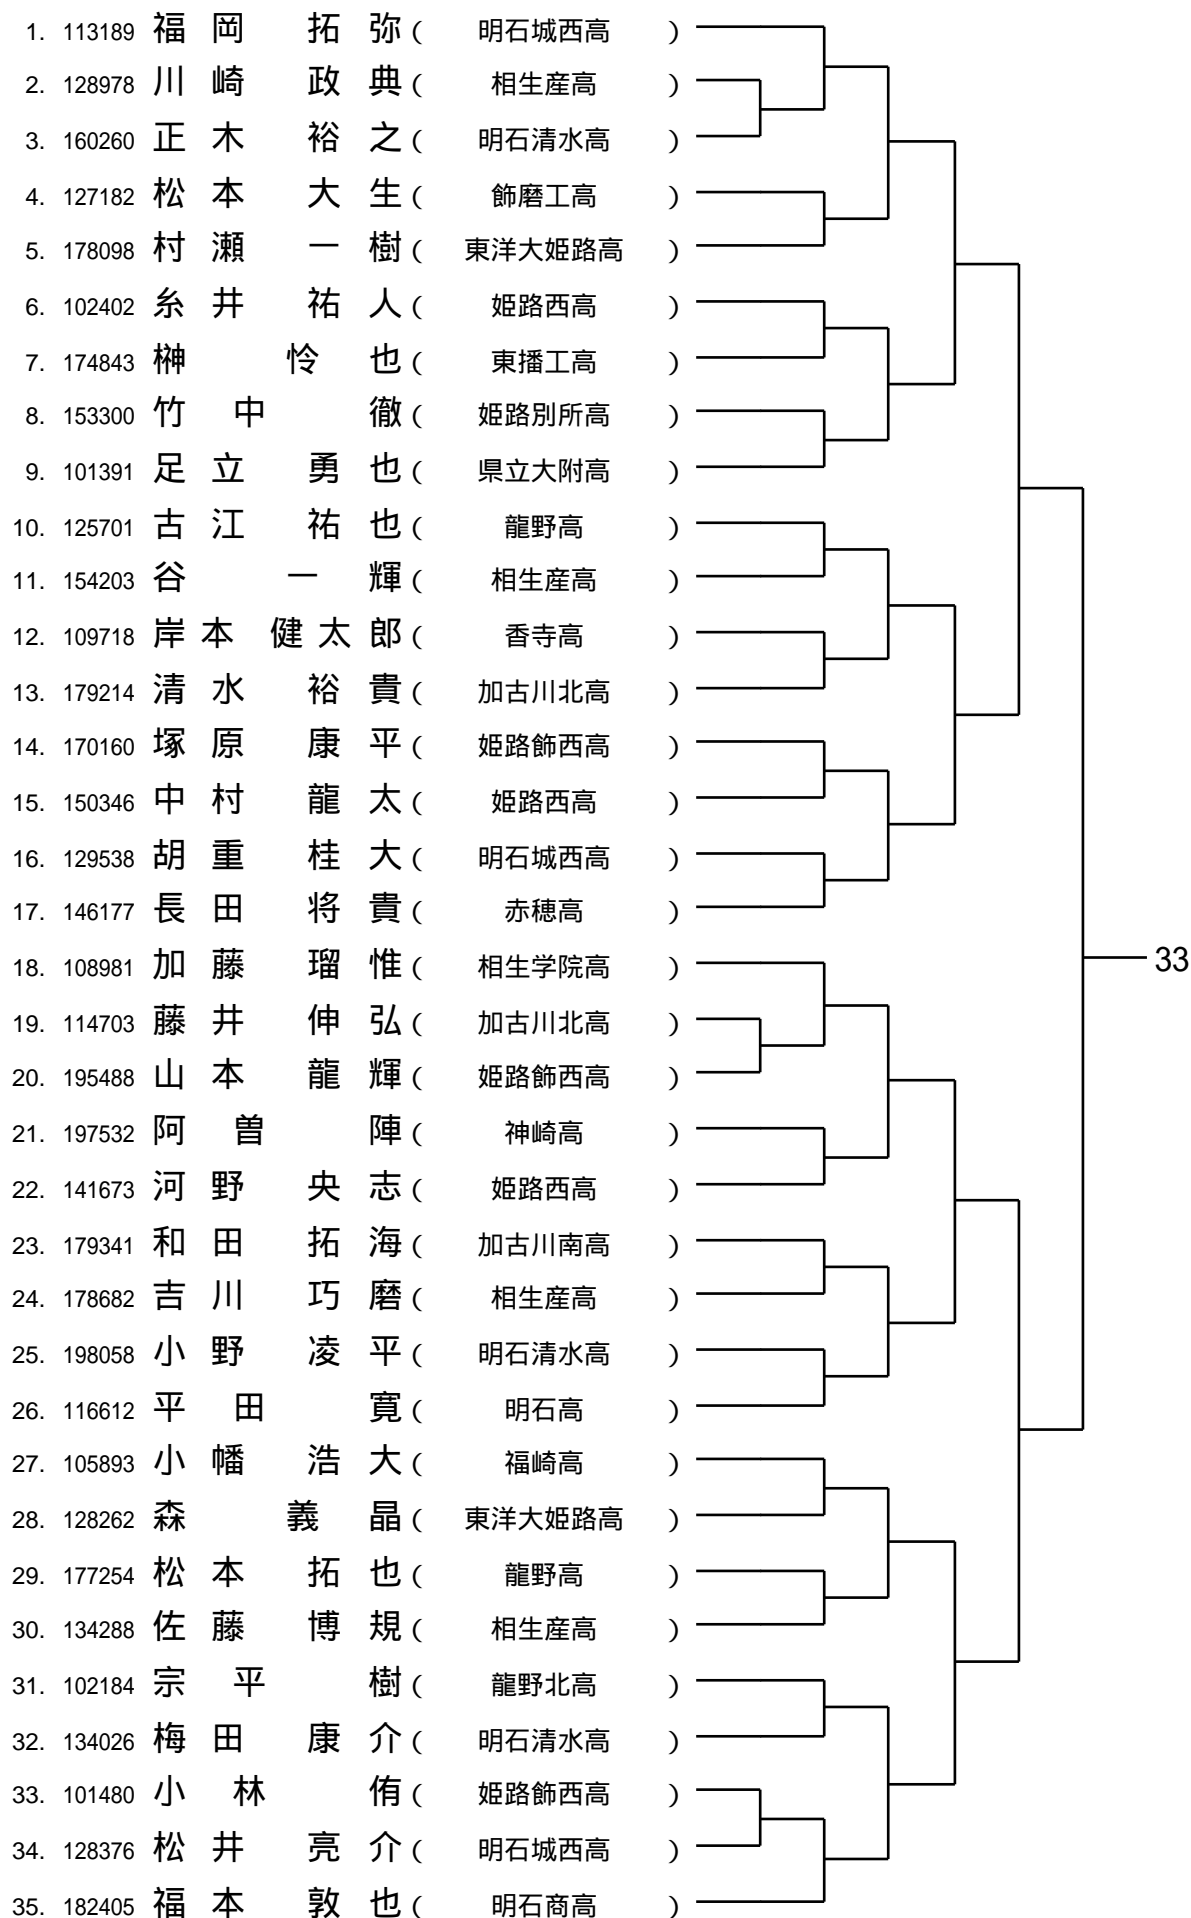 1. 113189 福岡 拓弥 ( 明石城西高 )
2. 128978 川崎 政典 ( 相生産高 )
3. 160260 正木 裕之 ( 明石清水高 )
4. 127182 松本 大生 ( 飾磨工高 )
5. 178098 村瀬 一樹 ( 東洋大姫路高 )
6. 102402 糸井 祐人 ( 姫路西高 )
7. 174843 榊 怜也 ( 東播工高 )
8. 153300 竹中 徹 ( 姫路別所高 )
9. 101391 足立 勇也 ( 県立大附高 )
10. 125701 古江 祐也 ( 龍野高 )
11. 154203 谷 一輝 ( 相生産高 )
12. 109718 岸本 健太郎 ( 香寺高 )
13. 179214 清水 裕貴 ( 加古川北高 )
14. 170160 塚原 康平 ( 姫路飾西高 )
15. 150346 中村 龍太 ( 姫路西高 )
16. 129538 胡重 桂大 ( 明石城西高 )
17. 146177 長田 将貴 ( 赤穂高 )
18. 108981 加藤 瑠惟 ( 相生学院高 )
33
19. 114703 藤井 伸弘 ( 加古川北高 )
20. 195488 山本 龍輝 ( 姫路飾西高 )
21. 197532 阿曽 陣 ( 神崎高 )
22. 141673 河野 央志 ( 姫路西高 )
23. 179341 和田 拓海 ( 加古川南高 )
24. 178682 吉川 巧磨 ( 相生産高 )
25. 198058 小野 凌平 ( 明石清水高 )
26. 116612 平田 寛 ( 明石高 )
27. 105893 小幡 浩大 ( 福崎高 )
28. 128262 森 義晶 ( 東洋大姫路高 )
29. 177254 松本 拓也 ( 龍野高 )
30. 134288 佐藤 博規 ( 相生産高 )
31. 102184 宗平 樹 ( 龍野北高 )
32. 134026 梅田 康介 ( 明石清水高 )
33. 101480 小林 侑 ( 姫路飾西高 )
34. 128376 松井 亮介 ( 明石城西高 )
35. 182405 福本 敦也 ( 明石商高 )